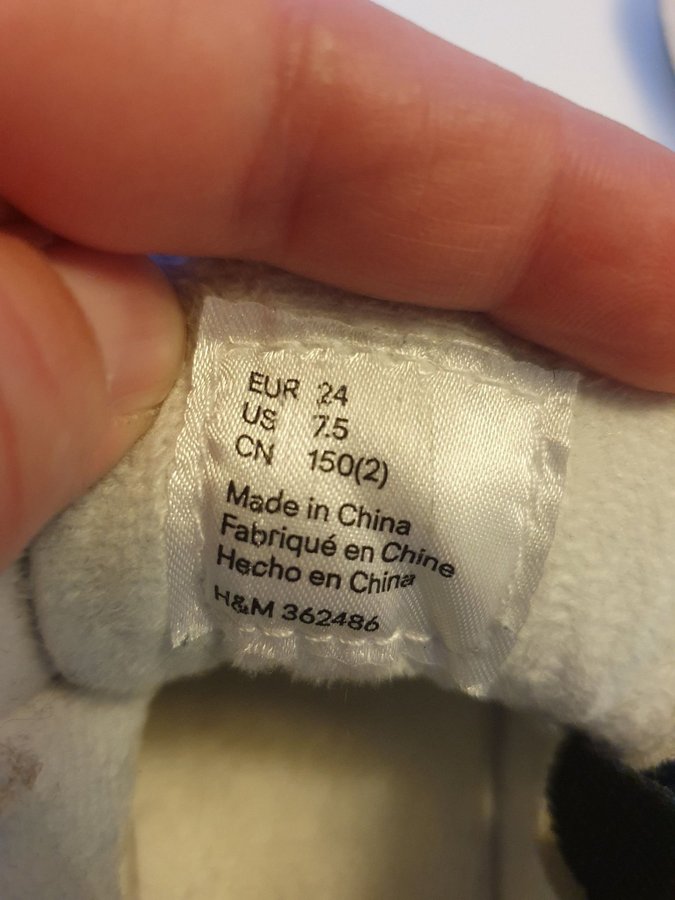 EUR 24
US 7.5
CN 150(2)
Made in China
Fabriqué en Chine
Hecho en China
H&M 362486